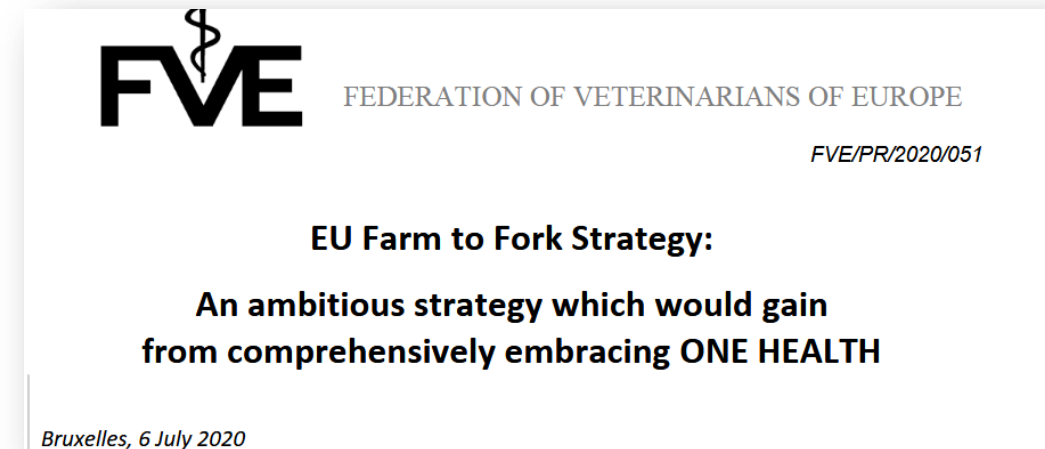 FVE
FEDERATION OF VETERINARIANS OF EUROPE
FVE/PR/2020/051
EU Farm to Fork Strategy:
An ambitious strategy which would gain
from comprehensively embracing ONE HEALTH
Bruxelles, 6 July 2020